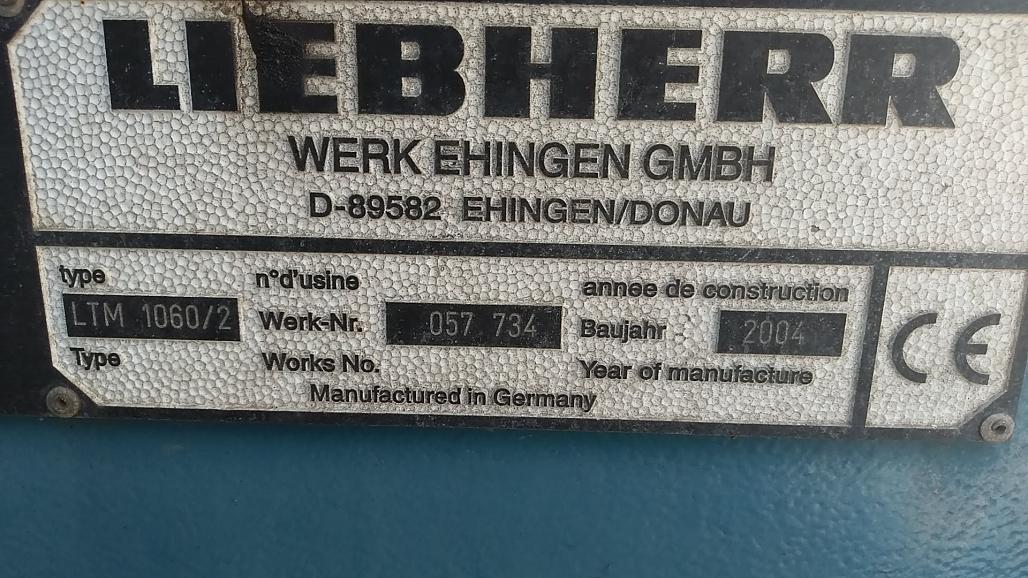 LIEBHERR
WERK EHINGEN GMBH
D-89582 EHINGEN/DONAU
type n°d'usine annee de construction
LTM 1060/2 Werk-Nr. 057 734 Baujahr 2004
Type Works No. Year of manufacture
Manufactured in Germany
CE